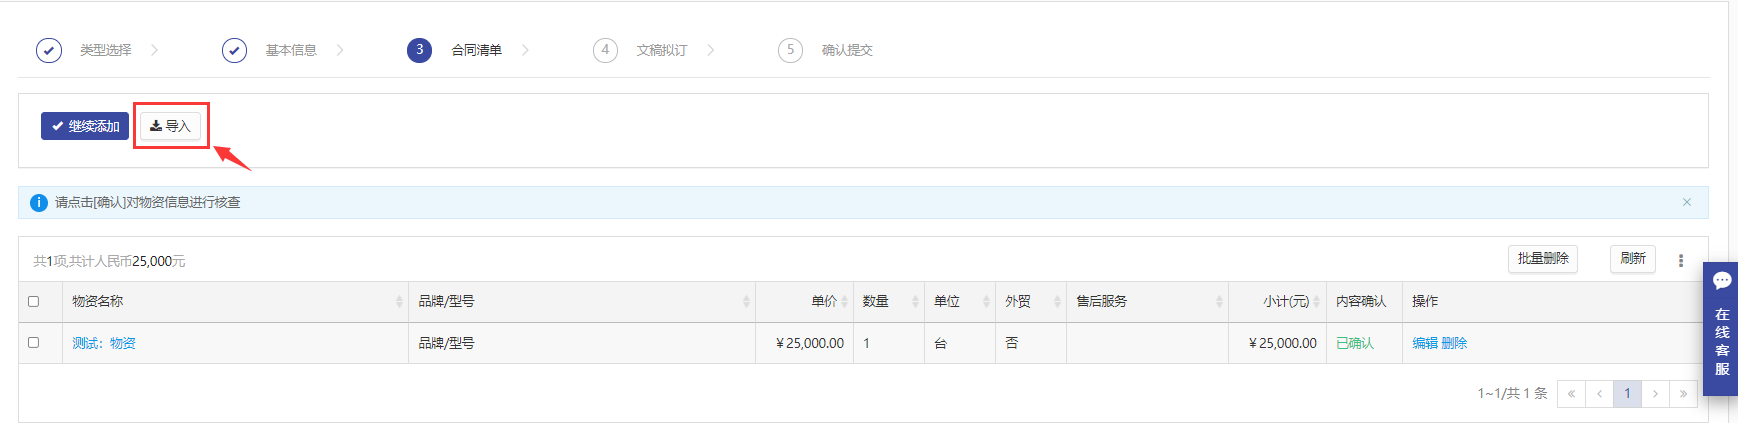 类型选择 基本信息 3 合同清单 4 文稿拟订 5 确认提交
继续添加 导入
请点击[确认]对物资信息进行核查 ×
共1项,共计人民币25,000元 批量删除 刷新
物资名称 品牌/型号 单价 数量 单位 外贸 售后服务 小计(元) 内容确认 操作
测试：物资 品牌/型号 ￥25,000.00 1 台 否 ￥25,000.00 已确认 编辑 删除
1~1/共 1 条 « ‹ 1 › »
在线客服